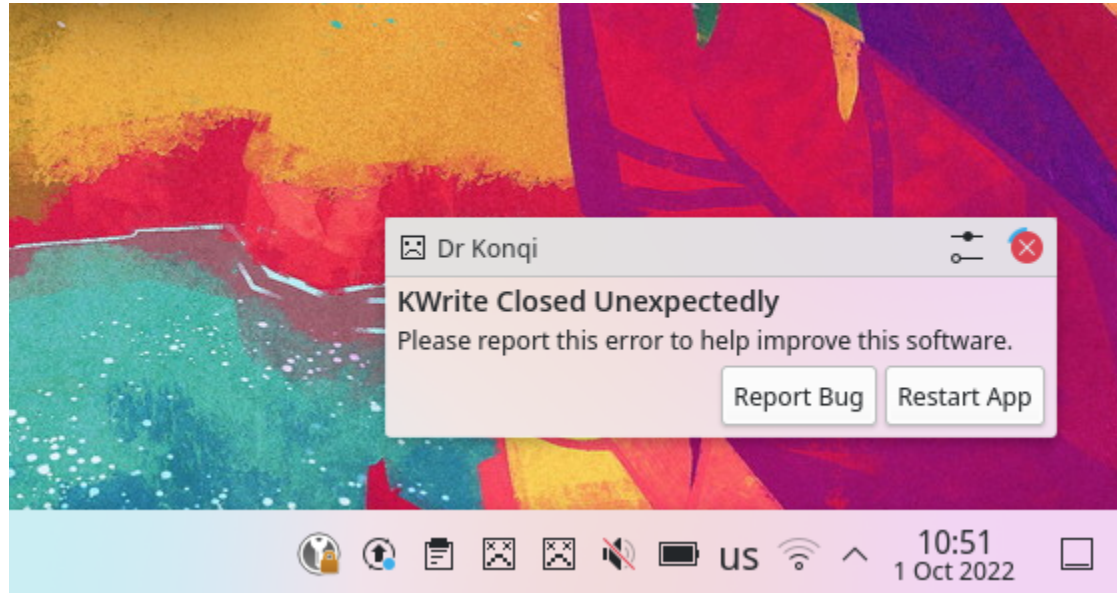 Dr Konqi
KWrite Closed Unexpectedly
Please report this error to help improve this software.
Report Bug Restart App
us 10:51
1 Oct 2022